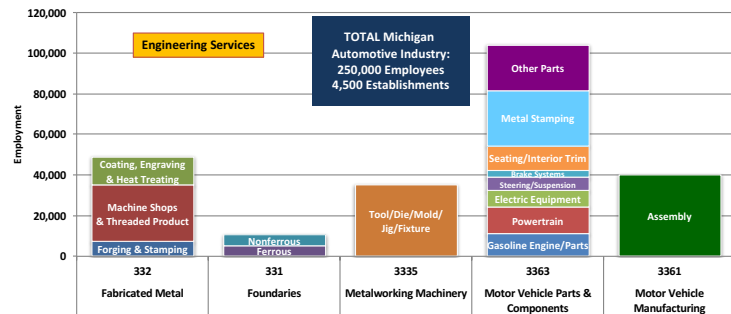 120,000
100,000
80,000
60,000
40,000
20,000
0
Employment
Engineering Services
TOTAL Michigan
Automotive Industry:
250,000 Employees
4,500 Establishments
Coating, Engraving
& Heat Treating
Machine Shops
& Threaded Product
Forging & Stamping
Nonferrous
Ferrous
Tool/Die/Mold/
Jig/Fixture
Other Parts
Metal Stamping
Seating/Interior Trim
Brake Systems
Steering/Suspension
Electric Equipment
Powertrain
Gasoline Engine/Parts
Assembly
332
Fabricated Metal
331
Foundaries
3335
Metalworking Machinery
3363
Motor Vehicle Parts &
Components
3361
Motor Vehicle
Manufacturing